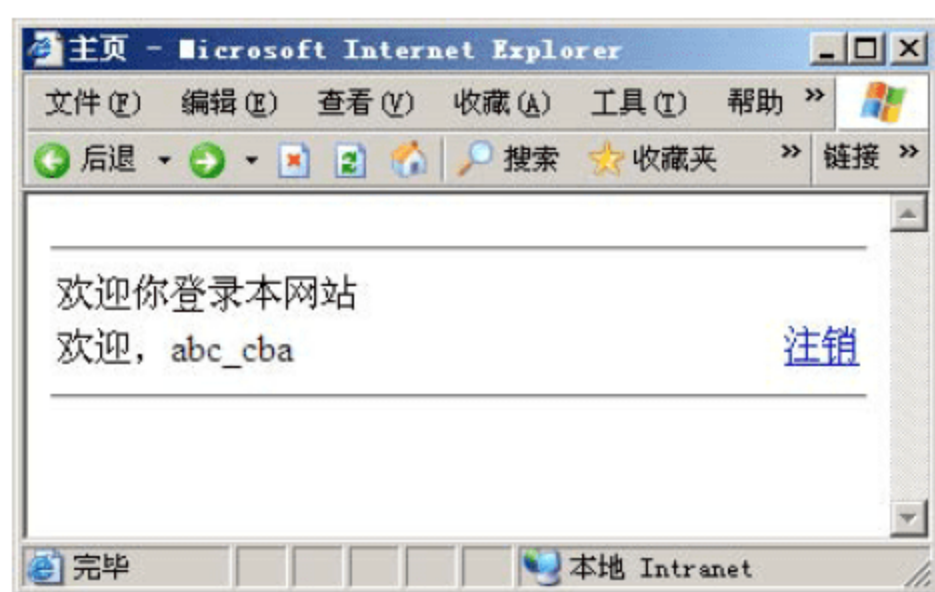 主页 - Microsoft Internet Explorer
文件(F) 编辑(E) 查看(V) 收藏(A) 工具(T) 帮助 »
后退 搜索 收藏夹 » 链接 »
欢迎你登录本网站
欢迎，abc_cba 注销
完毕 本地 Intranet